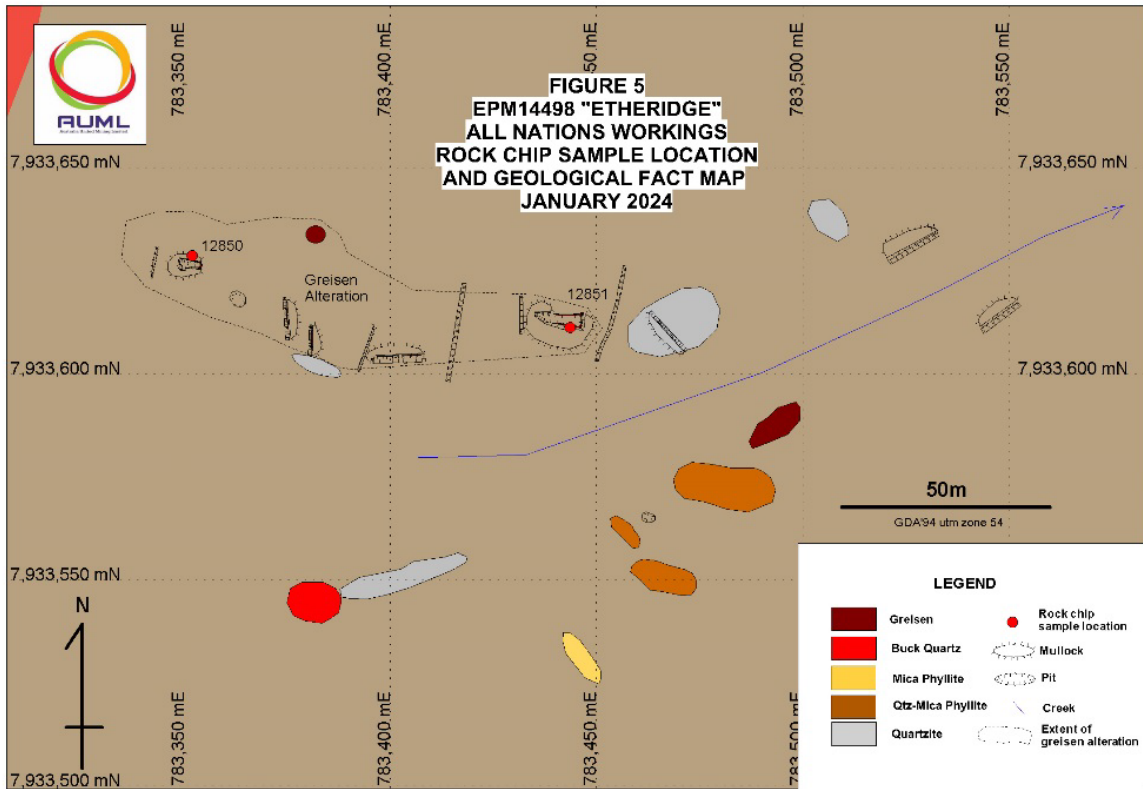 AUML
783,350 mE
783,400 mE
50 mE
783,500 mE
783,550 mE
FIGURE 5
EPM14498 "ETHERIDGE"
ALL NATIONS WORKINGS
ROCK CHIP SAMPLE LOCATION
AND GEOLOGICAL FACT MAP
JANUARY 2024
7,933,650 mN
7,933,650 mN
12850
Greisen
Alteration
12851
7,933,600 mN
7,933,600 mN
50m
GDA'94 utm zone 54
7,933,550 mN
N
LEGEND
Greisen
Rock chip
sample location
Buck Quartz
Mullock
Mica Phyllite
Pit
Qtz-Mica Phyllite
Creek
Quartzite
Extent of
greisen alteration
783,350 mE
783,400 mE
783,450 mE
783,500 mE
7,933,500 mN